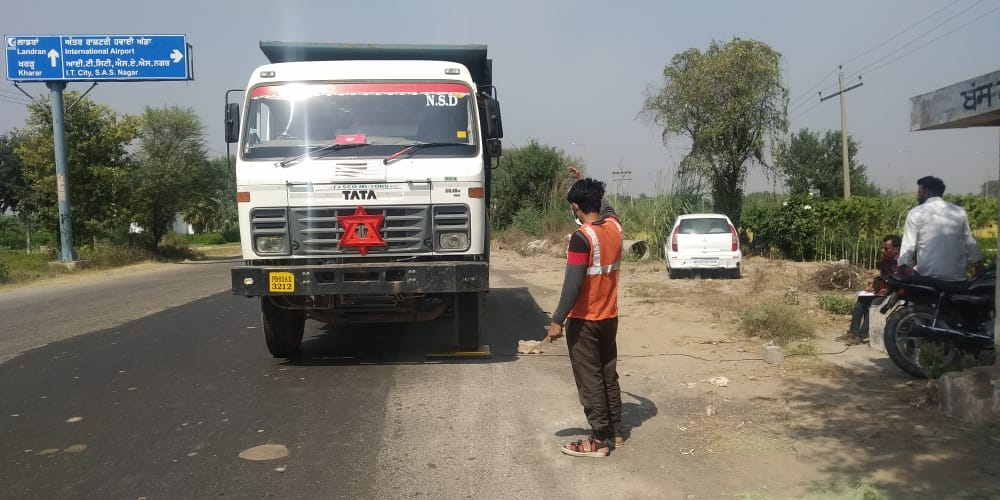 ਲਾਂਡਰਾਂ
Landran
ਖਰੜ
Kharar
ਅੰਤਰ ਰਾਸ਼ਟਰੀ ਹਵਾਈ ਅੱਡਾ
International Airport
ਆਈ.ਟੀ.ਸਿਟੀ, ਐਸ.ਏ.ਐਸ.ਨਗਰ
I.T. City, S.A.S. Nagar
N.S.D
TATA
3212
ਬੱਸ